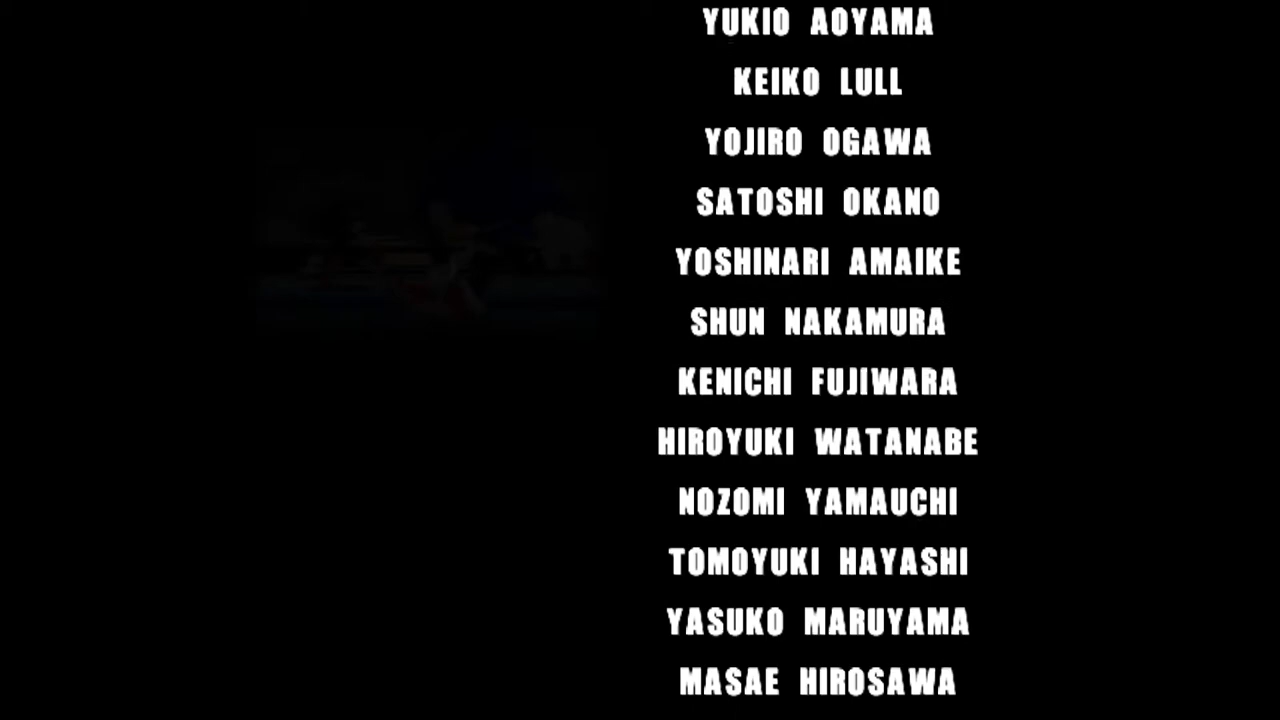 YUKIO AOYAMA
KEIKO LULL
YOJIRO OGAWA
SATOSHI OKANO
YOSHINARI AMAIKE
SHUN NAKAMURA
KENICHI FUJIWARA
HIROYUKI WATANABE
NOZOMI YAMAUCHI
TOMOYUKI HAYASHI
YASUKO MARUYAMA
MASAE HIROSAWA